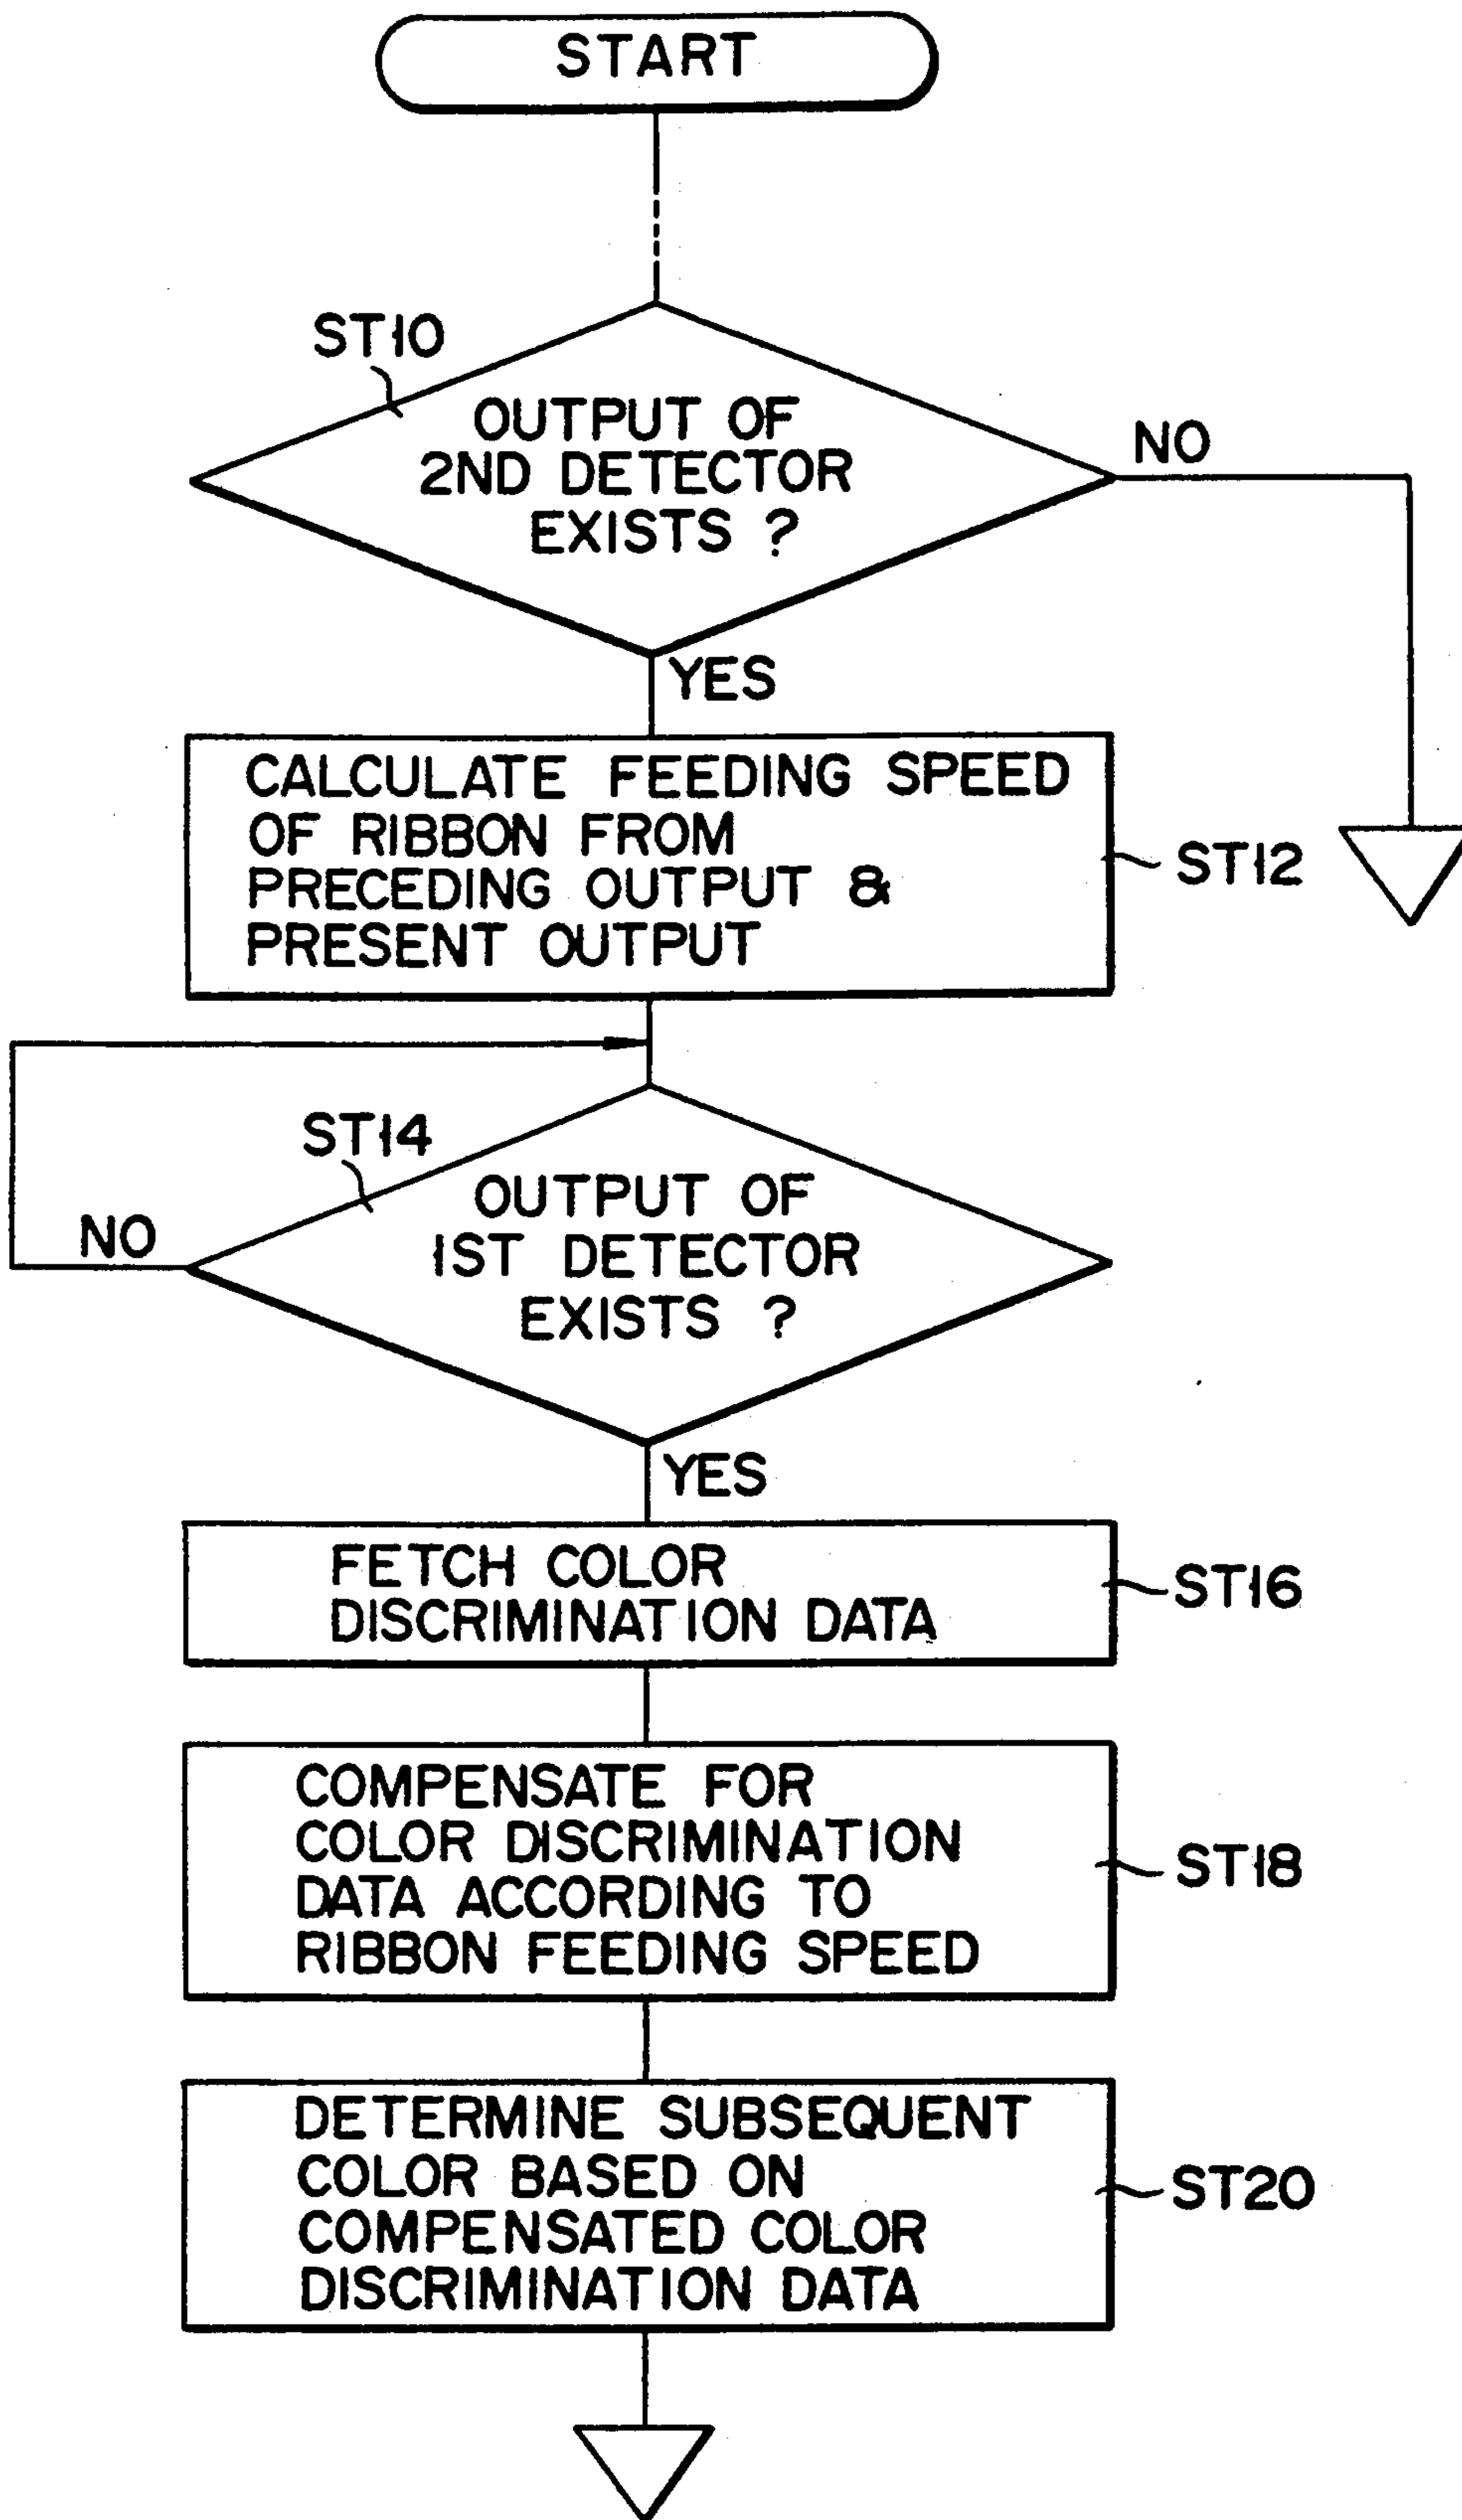 START
ST10
OUTPUT OF
2ND DETECTOR
EXISTS ?
NO
YES
CALCULATE FEEDING SPEED
OF RIBBON FROM
PRECEDING OUTPUT &
PRESENT OUTPUT
ST12
ST14
OUTPUT OF
1ST DETECTOR
EXISTS ?
NO
YES
FETCH COLOR
DISCRIMINATION DATA
ST16
COMPENSATE FOR
COLOR DISCRIMINATION
DATA ACCORDING TO
RIBBON FEEDING SPEED
ST18
DETERMINE SUBSEQUENT
COLOR BASED ON
COMPENSATED COLOR
DISCRIMINATION DATA
ST20